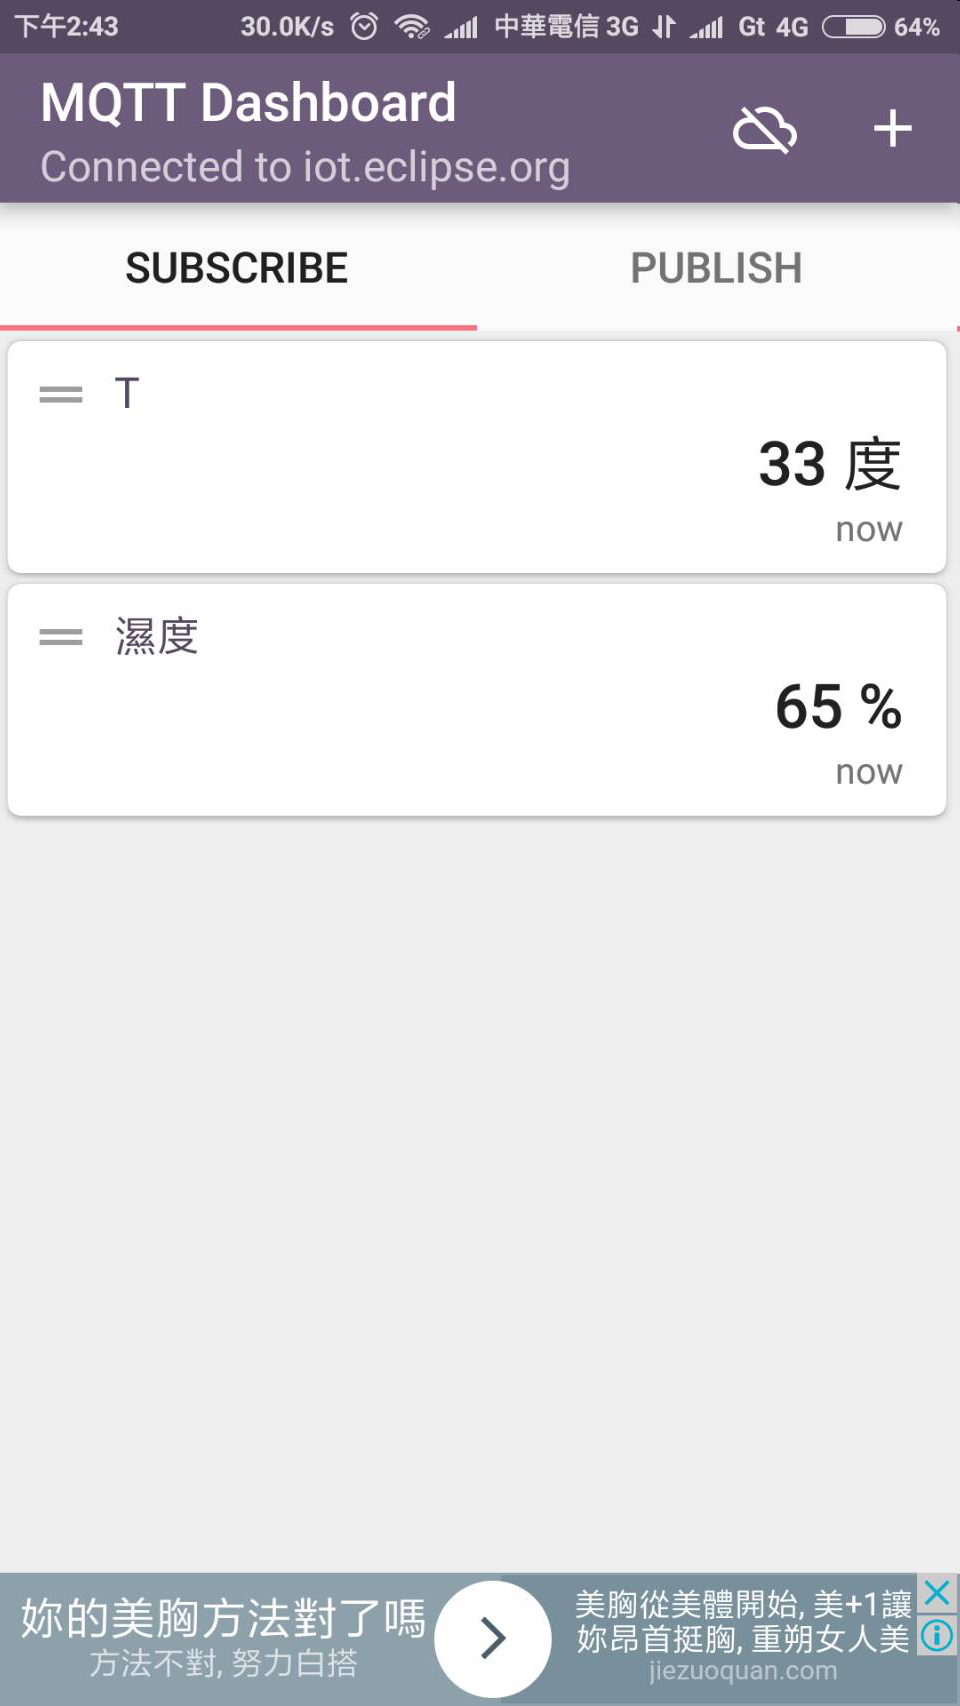 下午2:43 30.0K/s 中華電信 3G Gt 4G 64%
MQTT Dashboard
Connected to iot.eclipse.org
SUBSCRIBE PUBLISH
T
33 度
now
濕度
65 %
now
妳的美胸方法對了嗎
方法不對, 努力白搭
美胸從美體開始, 美+1讓
妳昂首挺胸, 重朔女人美
jiezuoquan.com